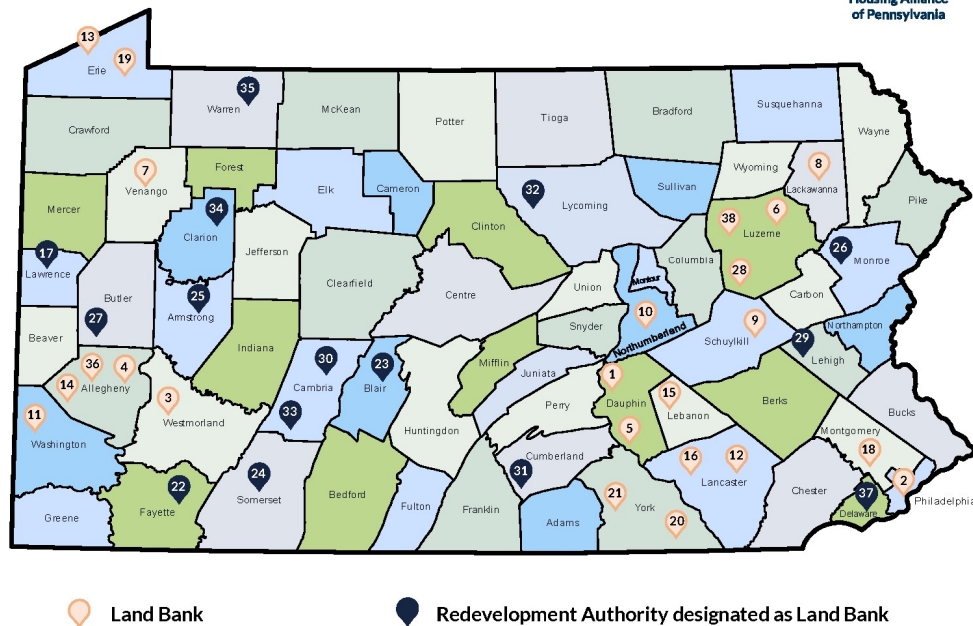 Housing Alliance
of Pennsylvania
13
Erie
19
35
Warren
McKean
Potter
Tioga
Bradford
Susquehanna
Wayne
Crawford
7
Venango
Forest
Elk
Cameron
32
Lycoming
Sullivan
Wyoming
8
Lackawanna
Pike
Mercer
34
Clarion
Jefferson
Clinton
38
6
Luzerne
28
Columbia
26
Monroe
17
Lawrence
Butler
27
25
Armstrong
Clearfield
Centre
Union
Montour
10
Northumberland
Carbon
9
Schuylkill
29
Lehigh
Northampton
Beaver
Indiana
Snyder
Mifflin
Juniata
36
4
14
Allegheny
3
Westmorland
30
Cambria
33
23
Blair
Huntingdon
Perry
1
Dauphin
5
15
Lebanon
Berks
Bucks
11
Washington
Montgomery
18
2
Philadelphia
24
Somerset
Bedford
31
Cumberland
16
12
Lancaster
Chester
37
Delaware
22
Fayette
Greene
Fulton
Franklin
Adams
21
York
20
Land Bank
Redevelopment Authority designated as Land Bank